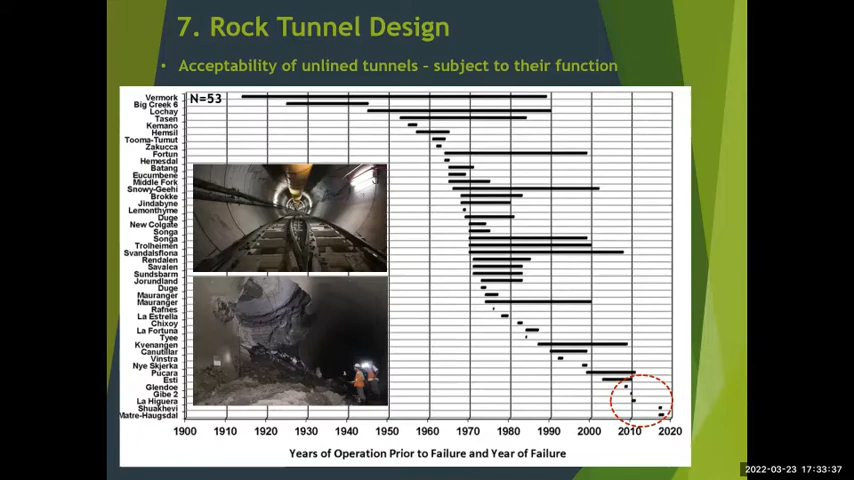 7. Rock Tunnel Design
• Acceptability of unlined tunnels – subject to their function
N=53
Vermork
Big Creek 6
Lochay
Tasen
Kemano
Hemsil
Tooma-Tumut
Zakucca
Fortun
Hemesdal
Batang
Eucumbene
Middle Fork
Snowy-Geehi
Brokke
Jindabyne
Lemonthyme
Duge
New Colgate
Songa
Songa
Trolheimen
Svandalsflona
Rendalen
Savalen
Sundsbarm
Jorundland
Duge
Mauranger
Mauranger
Rafnes
La Estrella
Chixoy
La Fortuna
Tyee
Kvenangen
Canutillar
Vinstra
Nye Skjerka
Pucara
Esti
Glendoe
Gibe 2
La Higuera
Shuakhevi
Matre-Haugsdal
1900 1910 1920 1930 1940 1950 1960 1970 1980 1990 2000 2010 2020
Years of Operation Prior to Failure and Year of Failure
2022-03-23 17:33:37